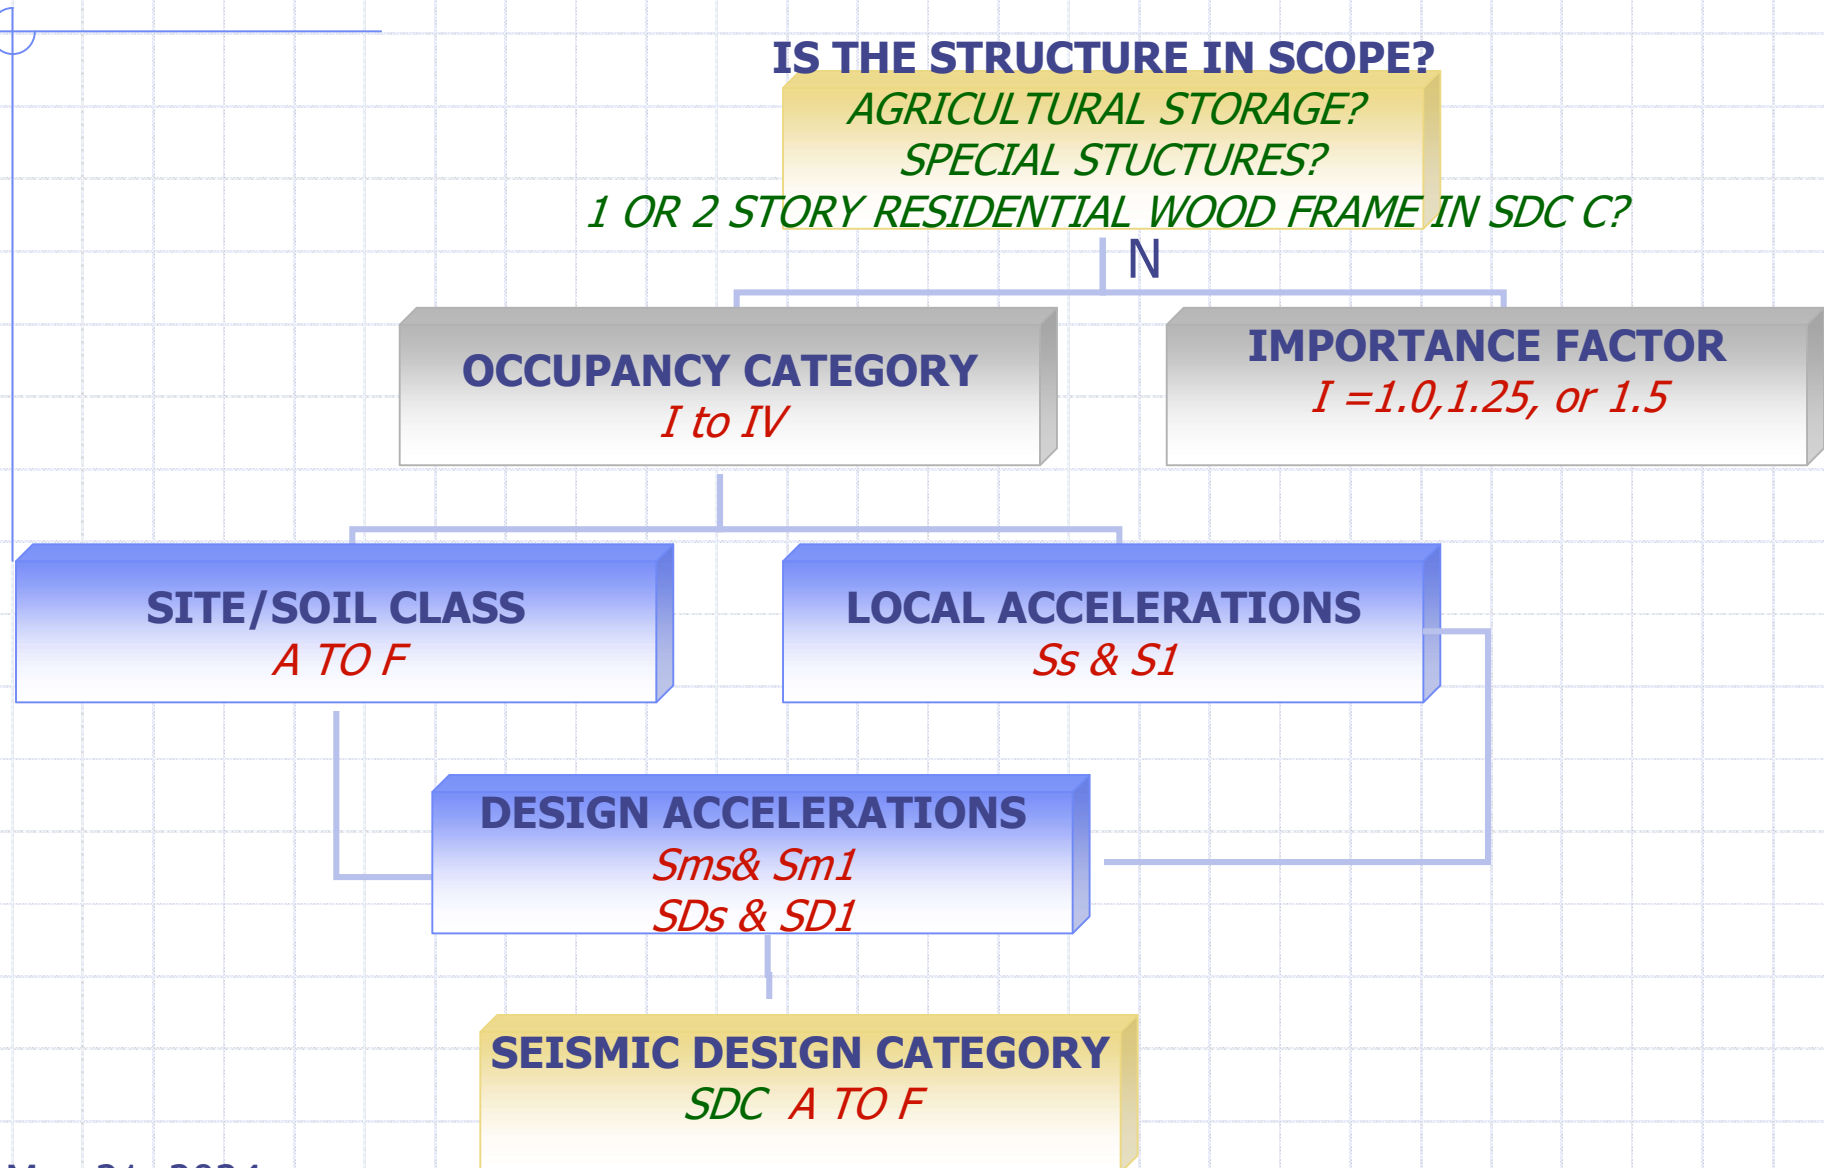 IS THE STRUCTURE IN SCOPE?
AGRICULTURAL STORAGE?
SPECIAL STUCTURES?
1 OR 2 STORY RESIDENTIAL WOOD FRAME IN SDC C?
N
OCCUPANCY CATEGORY
I to IV
IMPORTANCE FACTOR
I =1.0,1.25, or 1.5
SITE/SOIL CLASS
A TO F
LOCAL ACCELERATIONS
Ss & S1
DESIGN ACCELERATIONS
Sms& Sm1
SDs & SD1
SEISMIC DESIGN CATEGORY
SDC A TO F